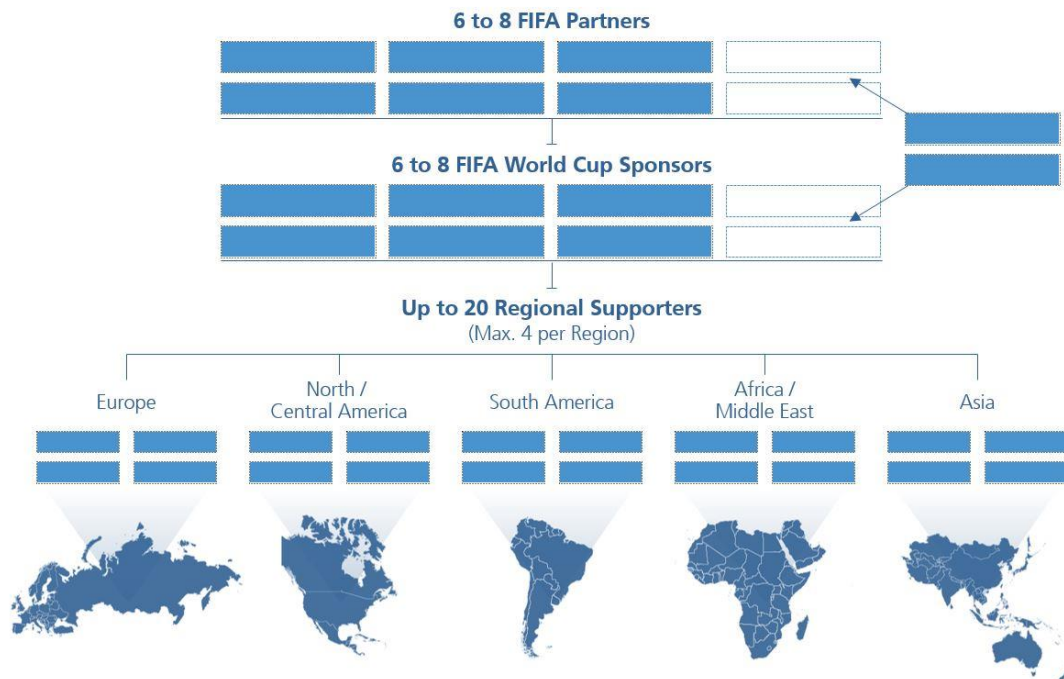 6 to 8 FIFA Partners
6 to 8 FIFA World Cup Sponsors
Up to 20 Regional Supporters
(Max. 4 per Region)
Europe
North /
Central America
South America
Africa /
Middle East
Asia